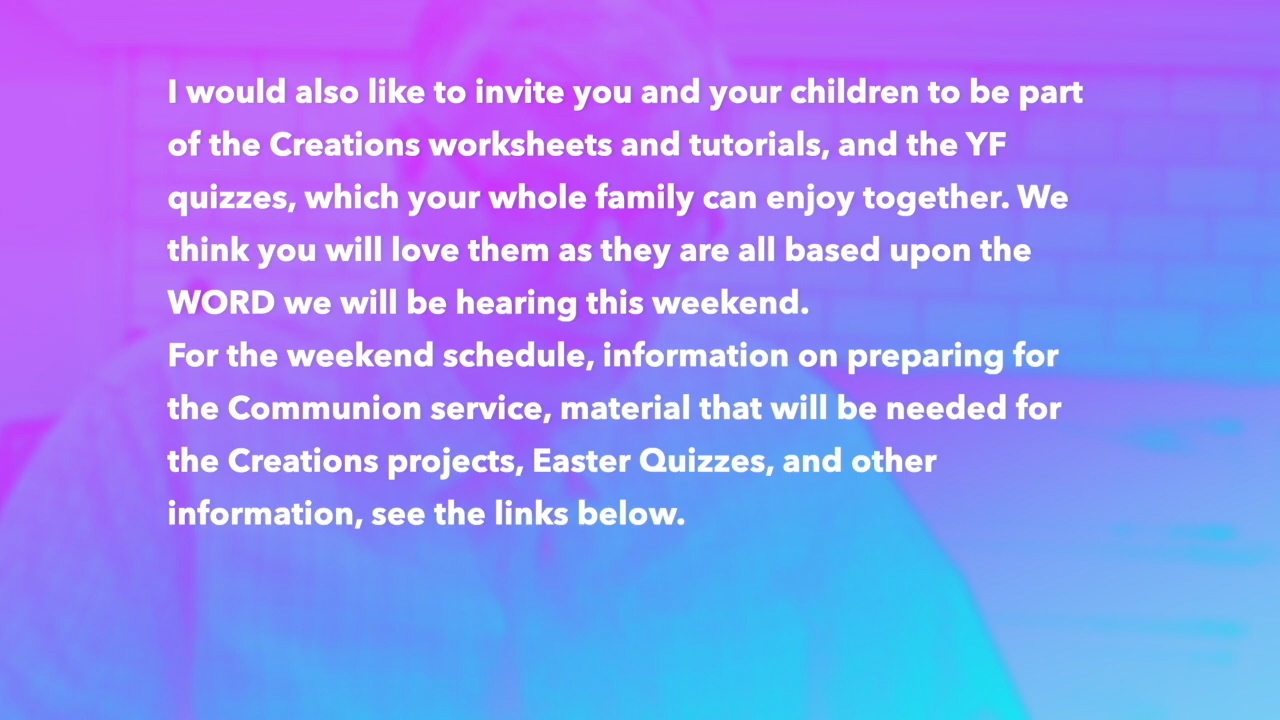 I would also like to invite you and your children to be part
of the Creations worksheets and tutorials, and the YF
quizzes, which your whole family can enjoy together. We
think you will love them as they are all based upon the
WORD we will be hearing this weekend.
For the weekend schedule, information on preparing for
the Communion service, material that will be needed for
the Creations projects, Easter Quizzes, and other
information, see the links below.